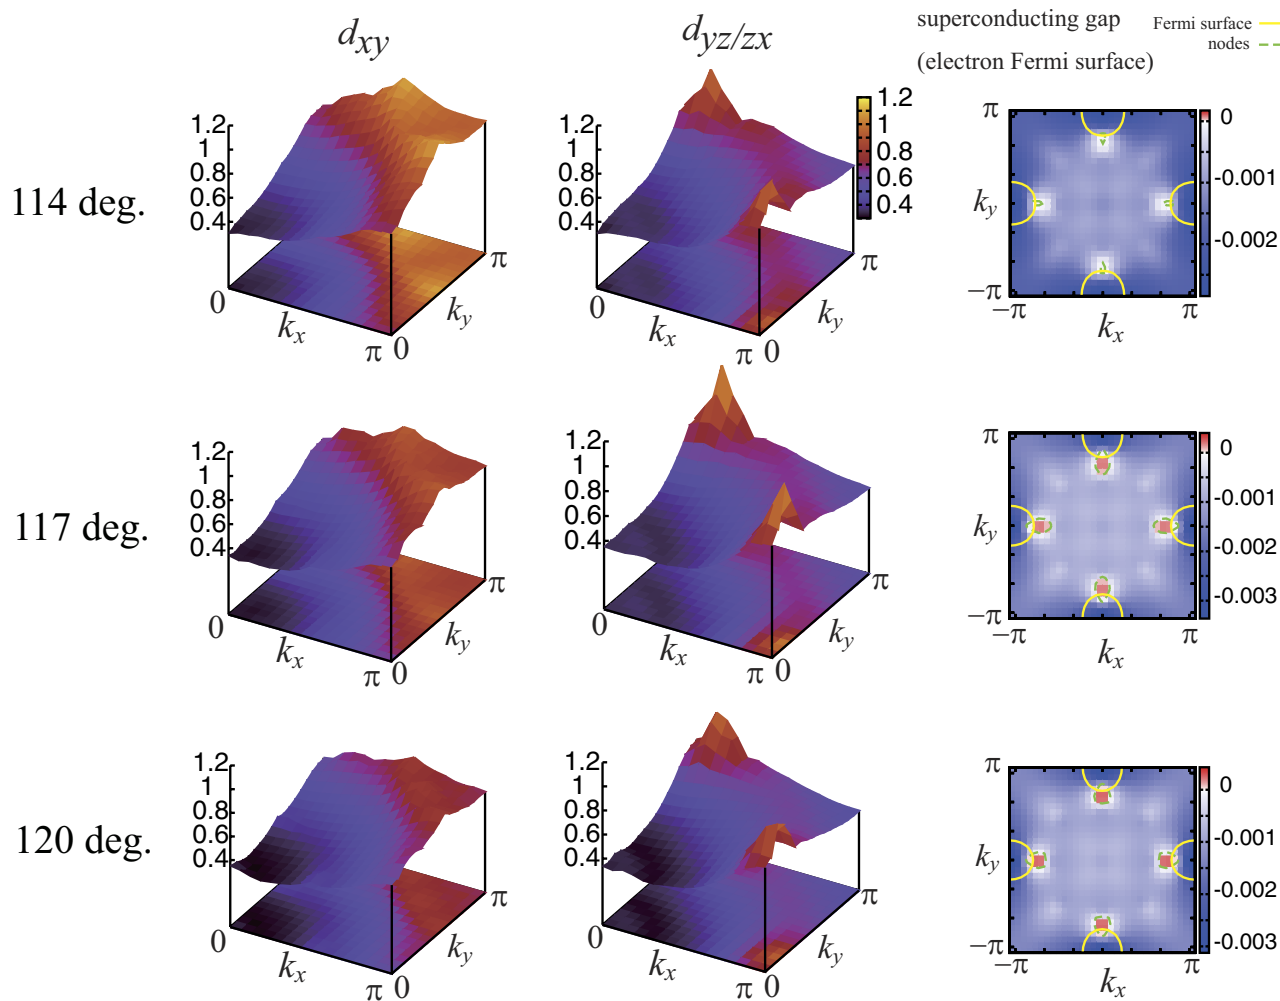 d_xy
d_yz/zx
superconducting gap
(electron Fermi surface)
Fermi surface
nodes
114 deg.
1.2
1
0.8
0.6
0.4
0
k_x
π 0
k_y
π
1.2
1
0.8
0.6
0.4
0
k_x
π 0
k_y
π
1.2
1
0.8
0.6
0.4
π
k_y
−π
−π
k_x
π
0
-0.001
-0.002
117 deg.
1.2
1
0.8
0.6
0.4
0
k_x
π 0
k_y
π
1.2
1
0.8
0.6
0.4
0
k_x
π 0
k_y
π
π
k_y
−π
−π
k_x
π
0
-0.001
-0.002
-0.003
120 deg.
1.2
1
0.8
0.6
0.4
0
k_x
π 0
k_y
π
1.2
1
0.8
0.6
0.4
0
k_x
π 0
k_y
π
π
k_y
−π
−π
k_x
π
0
-0.001
-0.002
-0.003